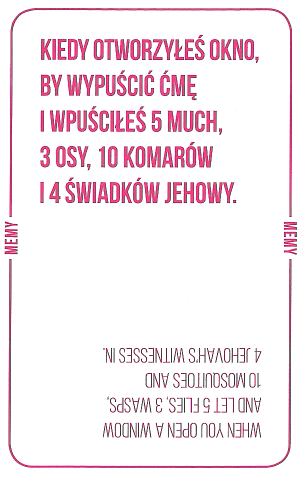 KIEDY OTWORZYŁEŚ OKNO,
BY WYPUŚCIĆ ĆMĘ
I WPUŚCIŁEŚ 5 MUCH,
3 OSY, 10 KOMARÓW
I 4 ŚWIADKÓW JEHOWY.
MEMY
MEMY
WHEN YOU OPEN A WINDOW
AND LET 5 FLIES, 3 WASPS,
10 MOSQUITOES AND
4 JEHOVAH'S WITNESSES IN.